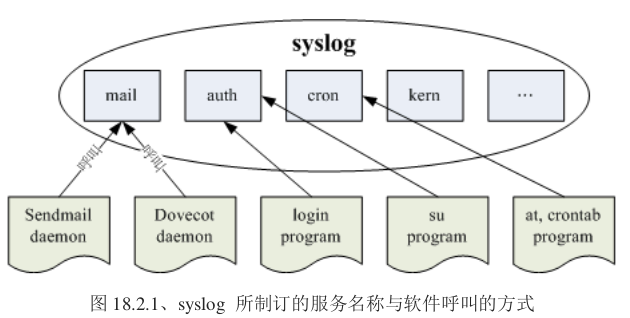 syslog
mail
auth
cron
kern
...
呼叫
呼叫
Sendmail
daemon
Dovecot
daemon
login
program
su
program
at, crontab
program
图 18.2.1、syslog 所制订的服务名称与软件呼叫的方式